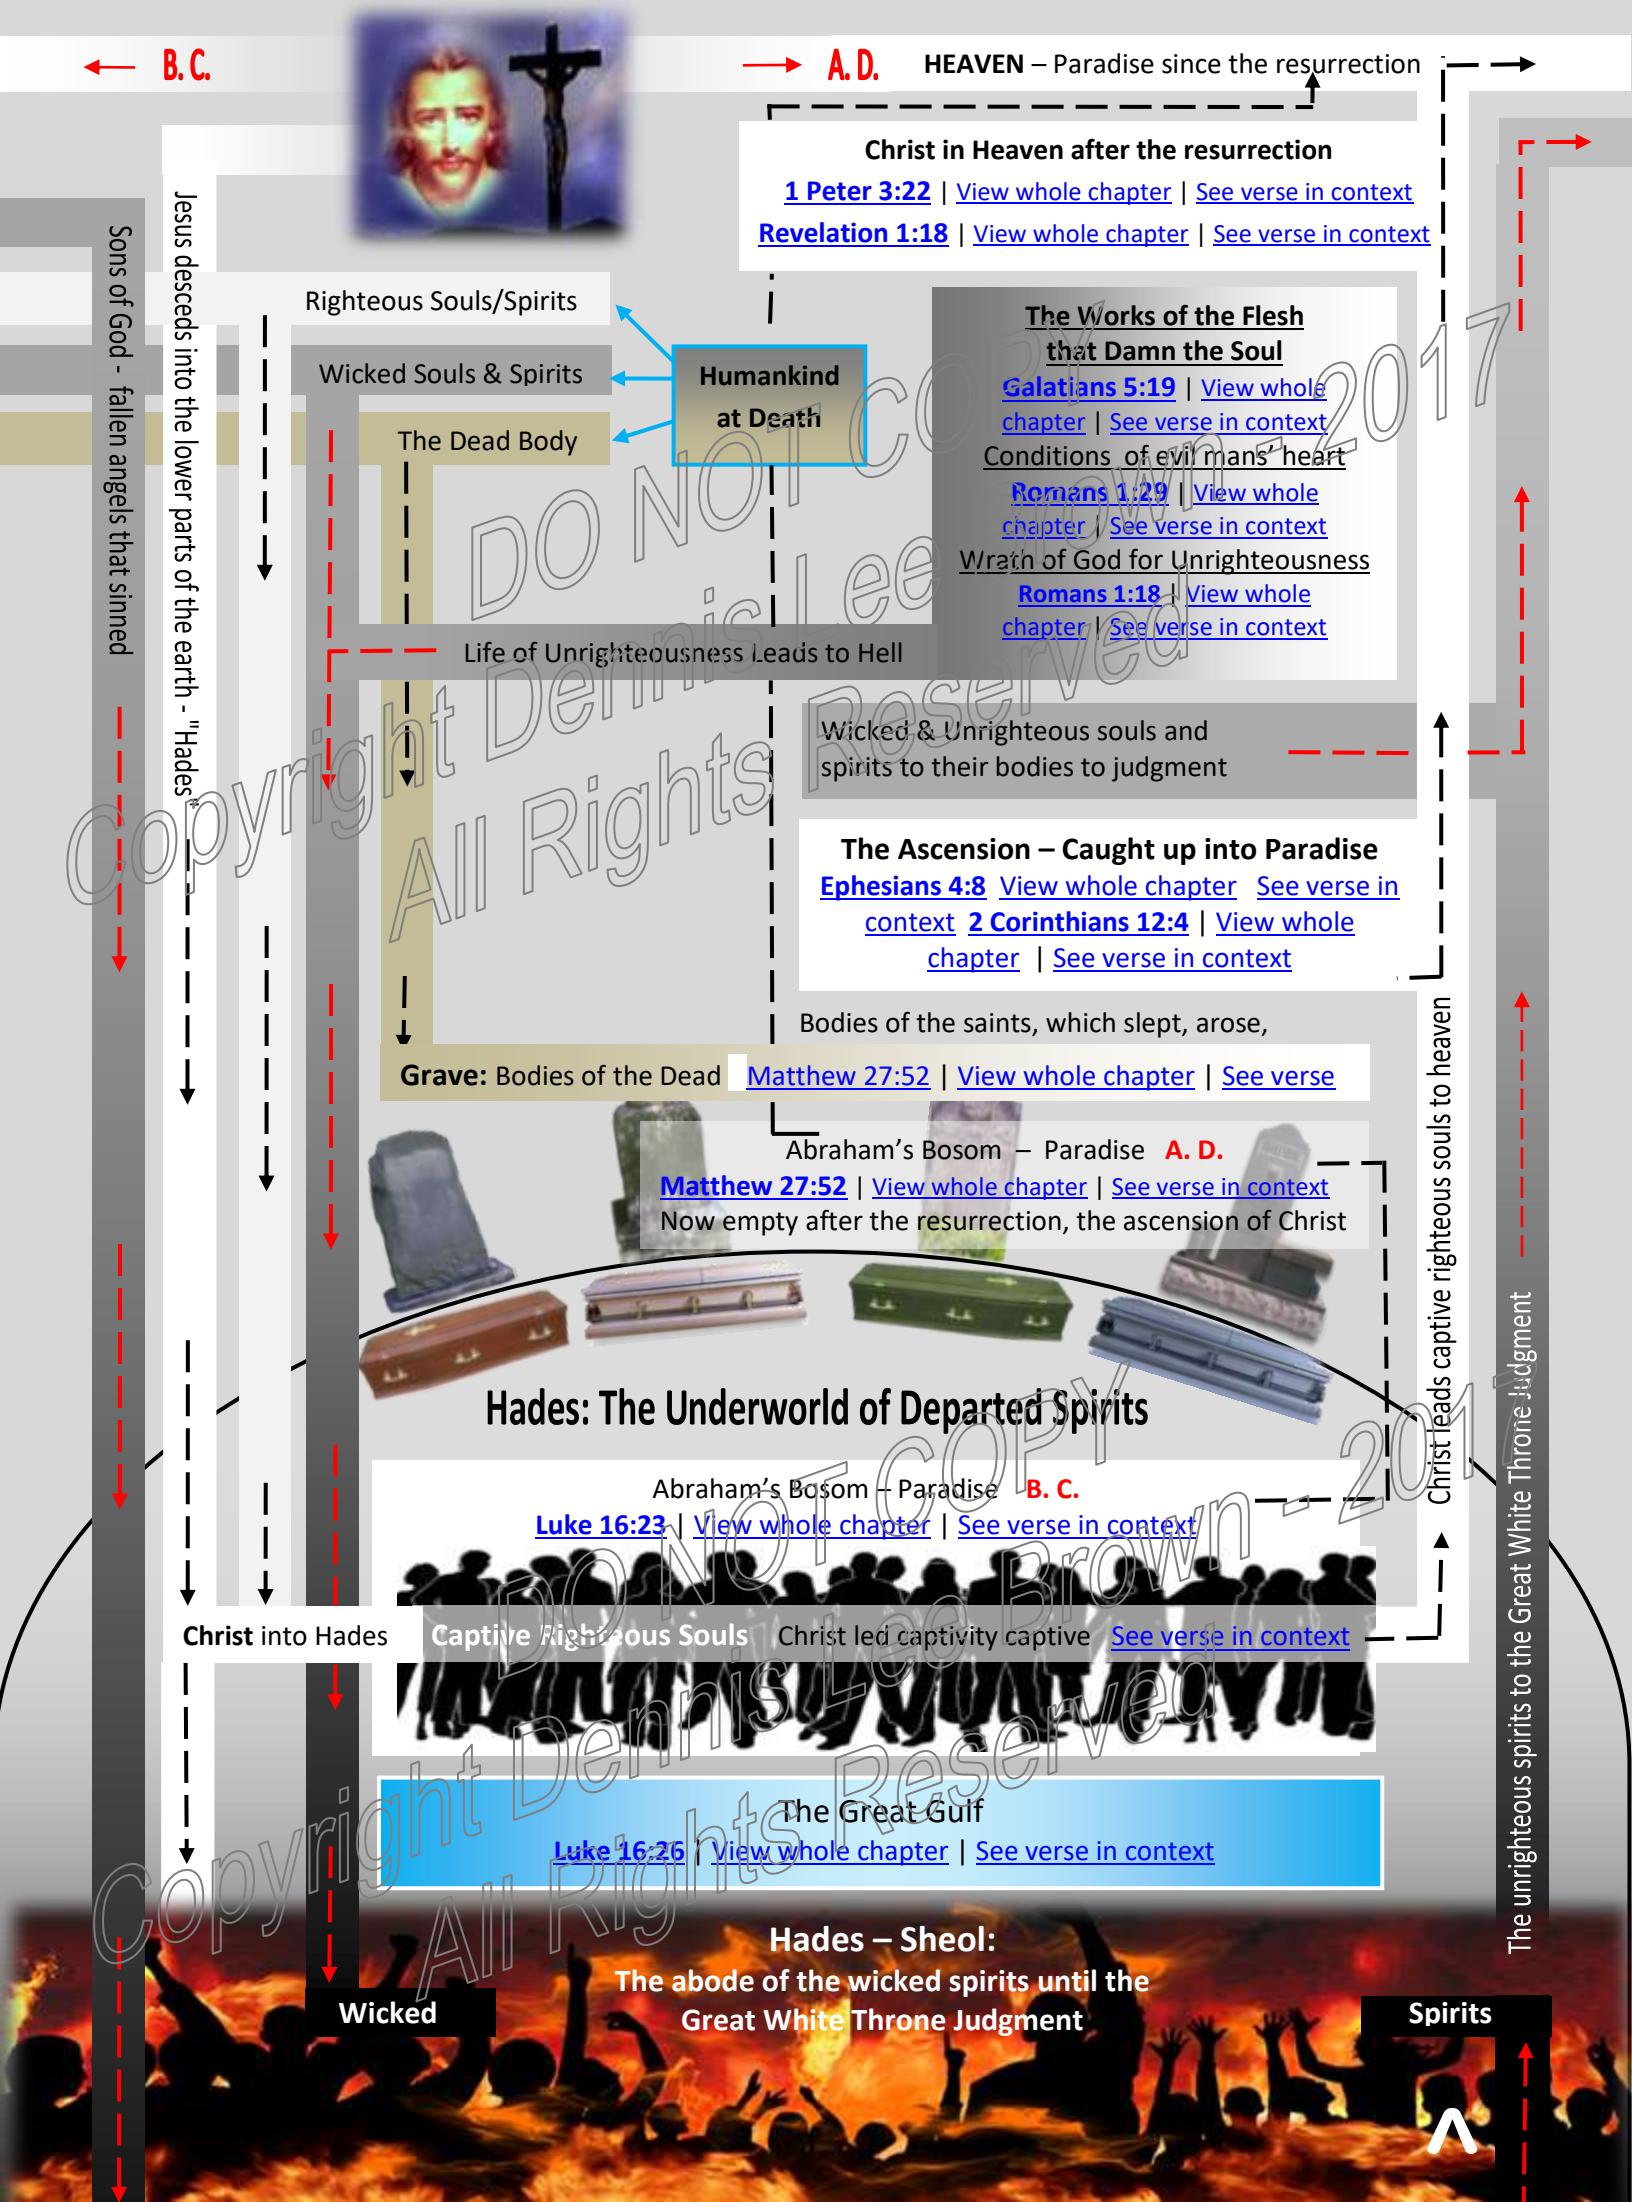 B. C.
A. D.
HEAVEN – Paradise since the resurrection
Christ in Heaven after the resurrection
1 Peter 3:22 | View whole chapter | See verse in context
Revelation 1:18 | View whole chapter | See verse in context
Sons of God - fallen angels that sinned
Jesus desceds into the lower parts of the earth - "Hades"
Righteous Souls/Spirits
Wicked Souls & Spirits
The Dead Body
Humankind
at Death
The Works of the Flesh
that Damn the Soul
Galatians 5:19 | View whole
chapter | See verse in context
Conditions of evil mans' heart
Romans 1:29 | View whole
chapter | See verse in context
Wrath of God for Unrighteousness
Romans 1:18 | View whole
chapter | See verse in context
Life of Unrighteousness Leads to Hell
DO NOT COPY
Copyright Dennis Lee Brown - 2017
All Rights Reserved
Wicked & Unrighteous souls and
spirits to their bodies to judgment
The Ascension – Caught up into Paradise
Ephesians 4:8 View whole chapter See verse in
context 2 Corinthians 12:4 | View whole
chapter | See verse in context
Bodies of the saints, which slept, arose,
Grave: Bodies of the Dead Matthew 27:52 | View whole chapter | See verse
Abraham's Bosom – Paradise A. D.
Matthew 27:52 | View whole chapter | See verse in context
Now empty after the resurrection, the ascension of Christ
Christ leads captive righteous souls to heaven
The unrighteous spirits to the Great White Throne Judgment
Hades: The Underworld of Departed Spirits
Abraham's Bosom – Paradise B. C.
Luke 16:23 | View whole chapter | See verse in context
Christ into Hades
Captive Righteous Souls Christ led captivity captive See verse in context
DO NOT COPY
Copyright Dennis Lee Brown - 2017
All Rights Reserved
The Great Gulf
Luke 16:26 | View whole chapter | See verse in context
Hades – Sheol:
The abode of the wicked spirits until the
Great White Throne Judgment
Wicked
Spirits
^